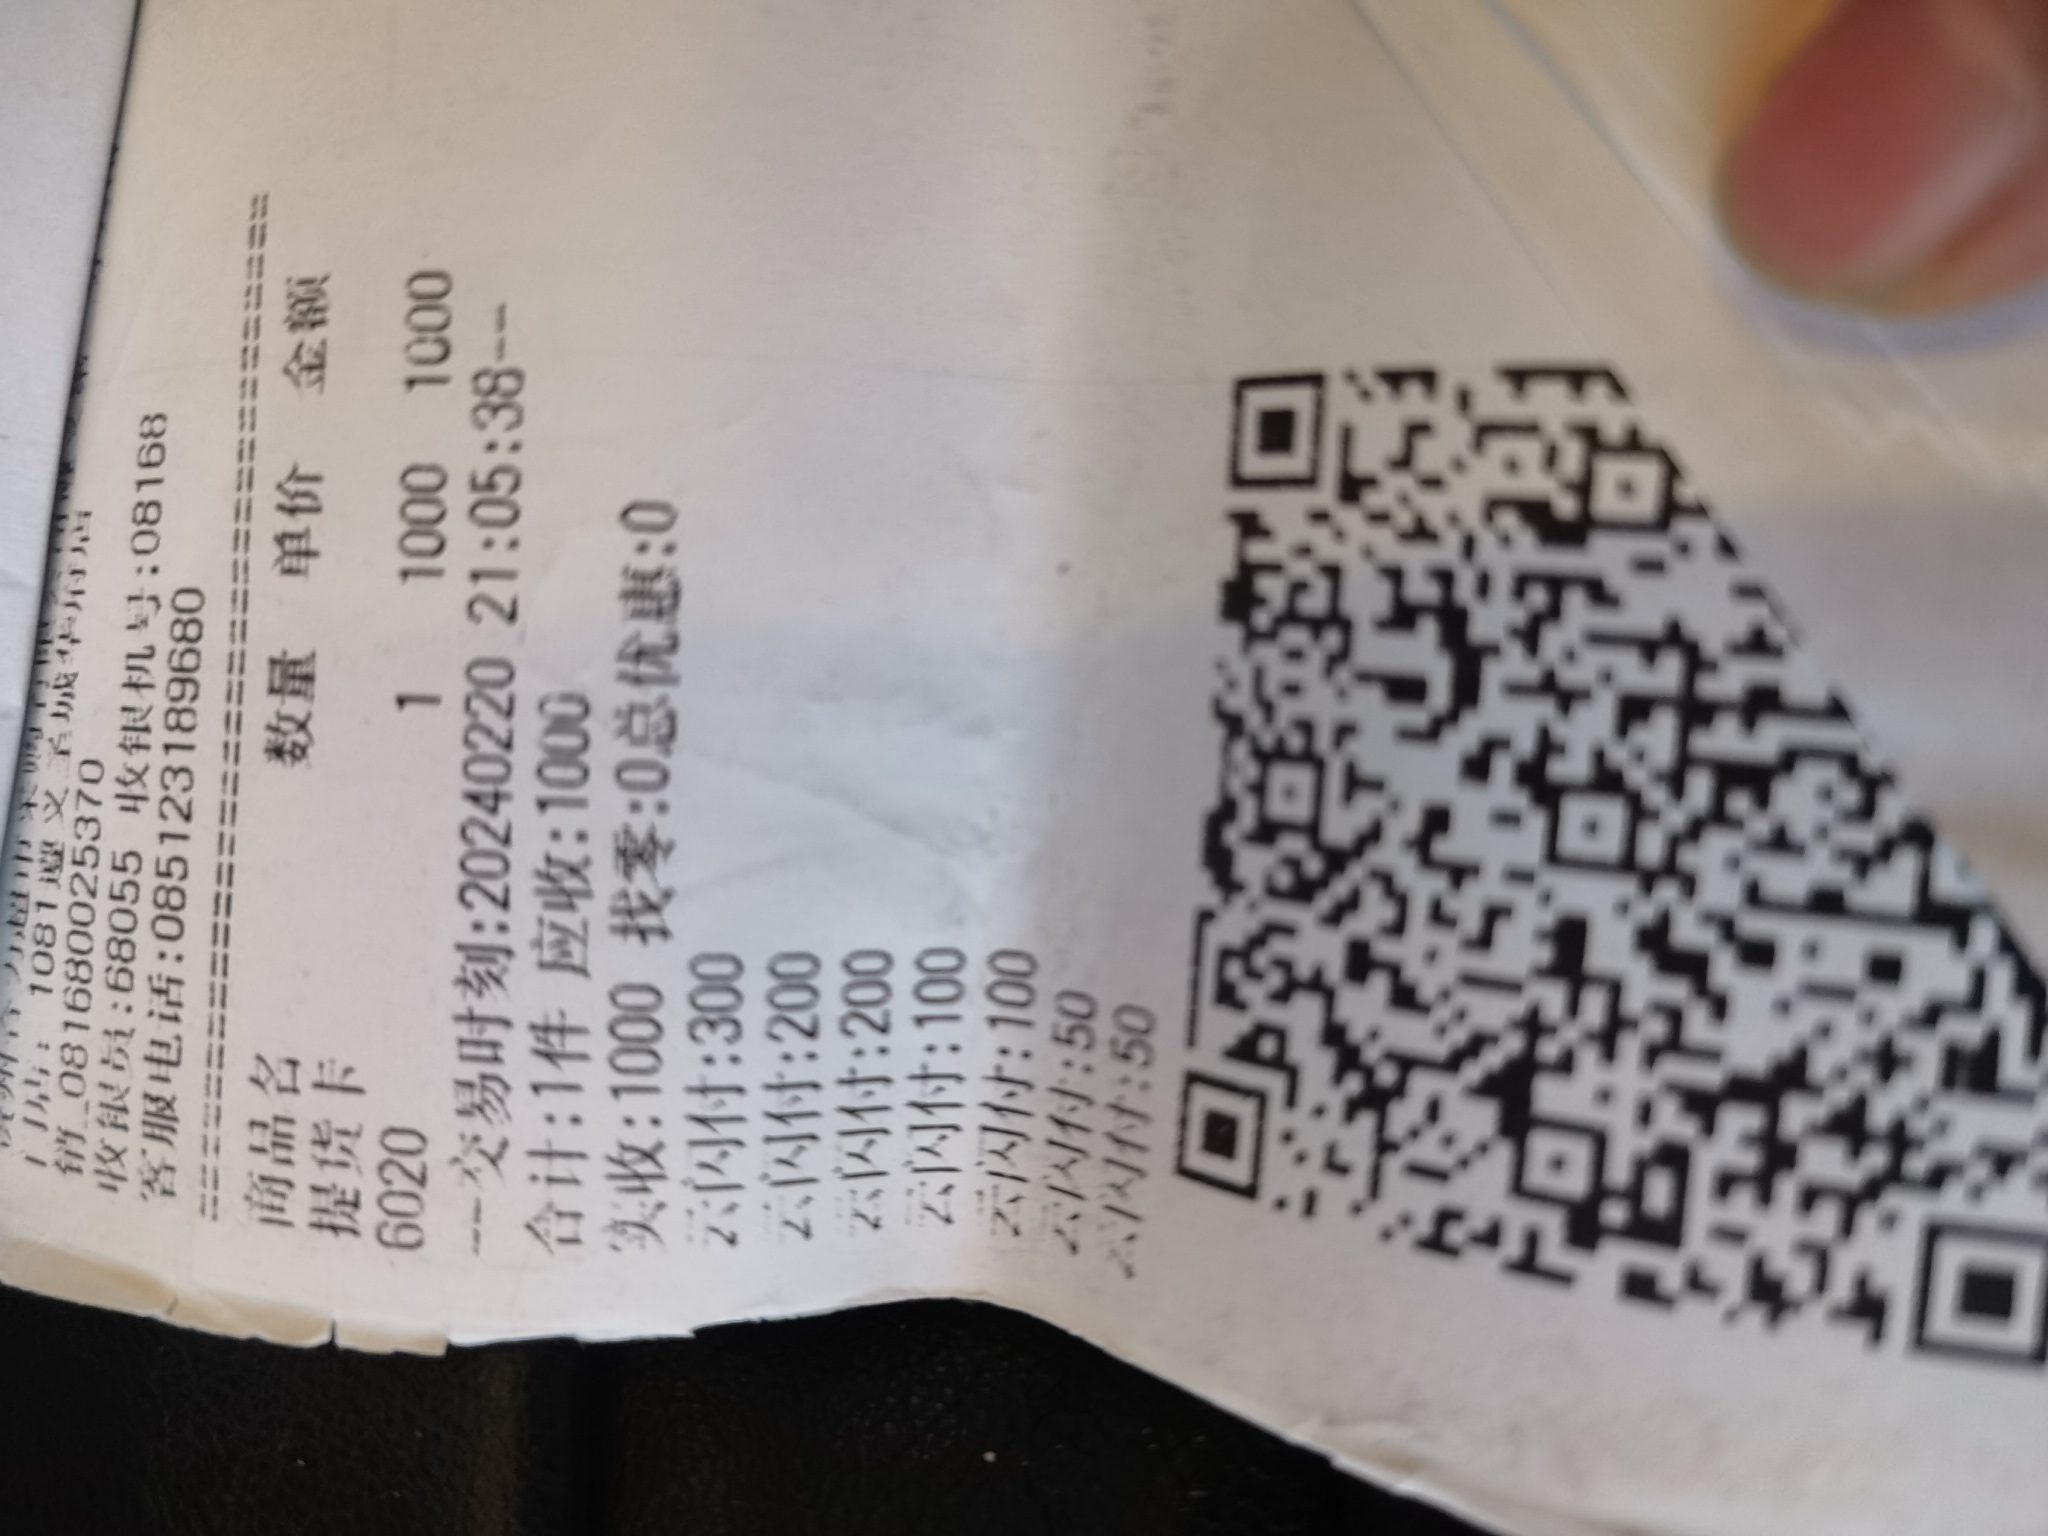 门店: 1081遵义
销_0816800025370
收银员:68055 收银机号:08168
客服电话:085123189680
商品名 数量 单价 金额
提货卡
6020 1 1000 1000
---交易时刻:20240220 21:05:38--
合计:1件 应收:1000
实收:1000 找零:0总优惠:0
云闪付:300
云闪付:200
云闪付:200
云闪付:100
云闪付:100
云闪付:50
云闪付:50